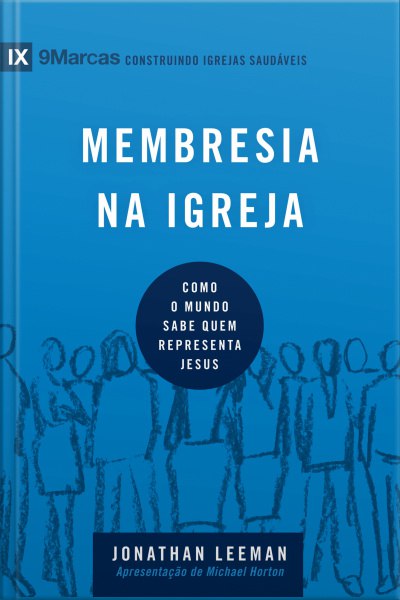 IX 9Marcas CONSTRUINDO IGREJAS SAUDÁVEIS
MEMBRESIA
NA IGREJA
COMO
O MUNDO
SABE QUEM
REPRESENTA
JESUS
JONATHAN LEEMAN
Apresentação de Michael Horton